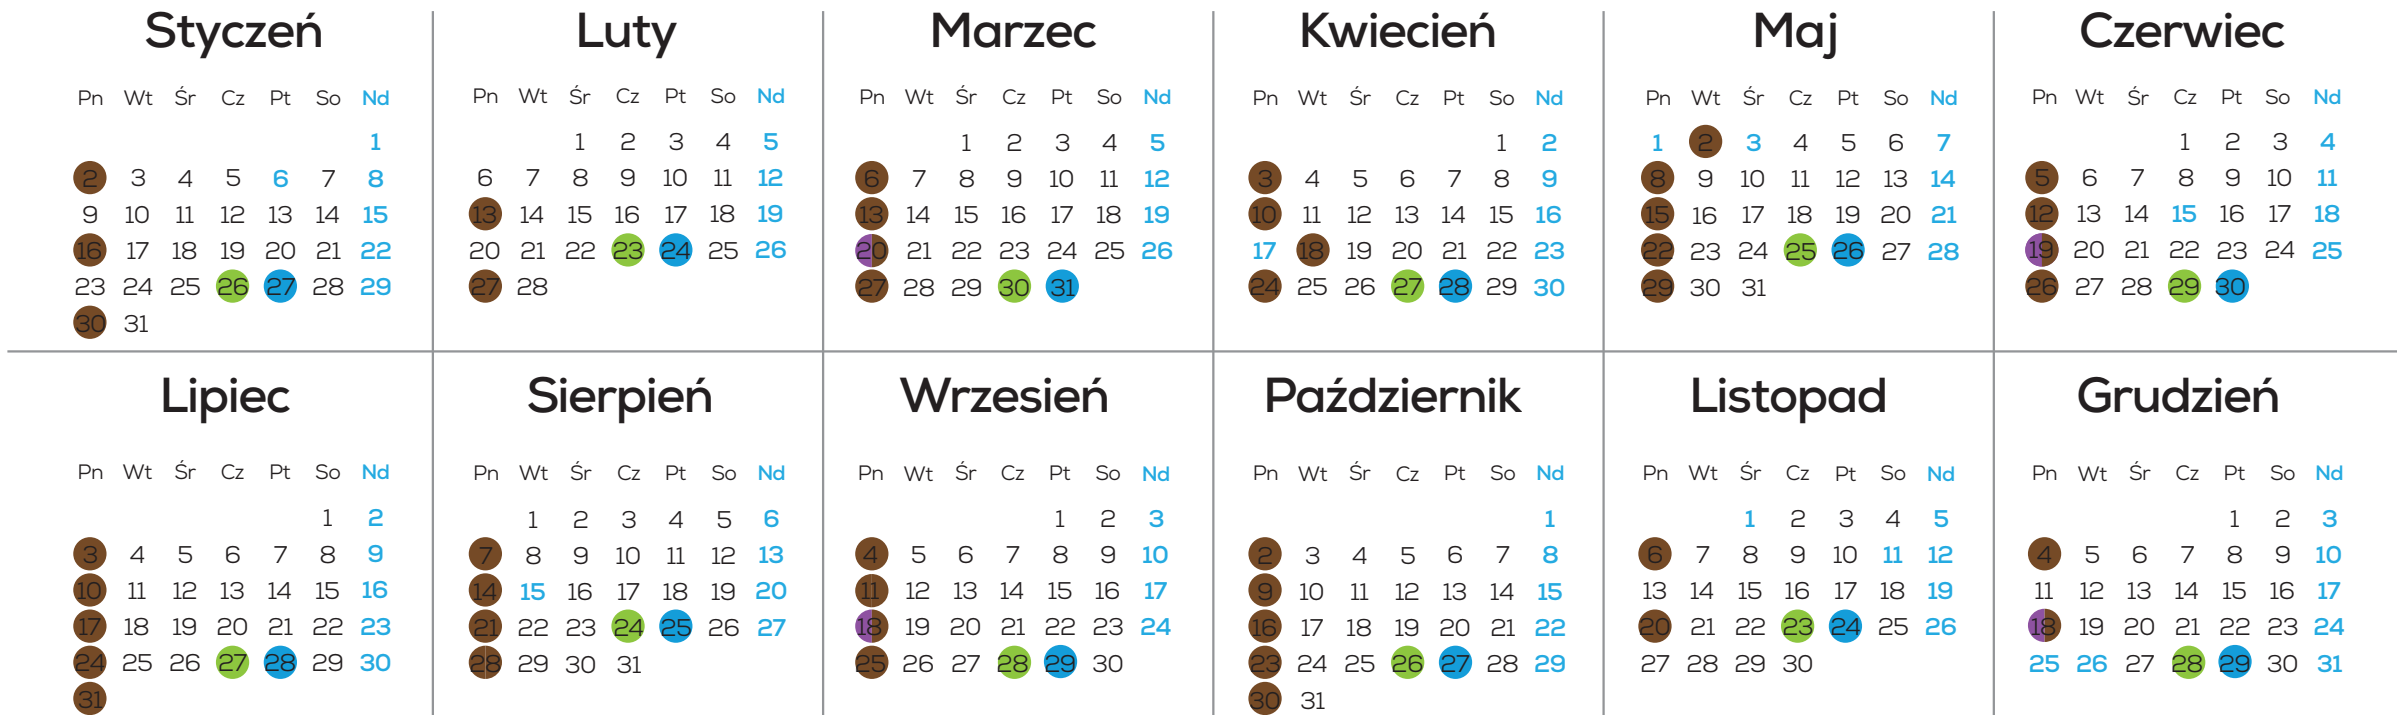 Styczeń
Pn Wt Śr Cz Pt So Nd
1
2 3 4 5 6 7 8
9 10 11 12 13 14 15
16 17 18 19 20 21 22
23 24 25 26 27 28 29
30 31
Luty
Pn Wt Śr Cz Pt So Nd
1 2 3 4 5
6 7 8 9 10 11 12
13 14 15 16 17 18 19
20 21 22 23 24 25 26
27 28
Marzec
Pn Wt Śr Cz Pt So Nd
1 2 3 4 5
6 7 8 9 10 11 12
13 14 15 16 17 18 19
20 21 22 23 24 25 26
27 28 29 30 31
Kwiecień
Pn Wt Śr Cz Pt So Nd
1 2
3 4 5 6 7 8 9
10 11 12 13 14 15 16
17 18 19 20 21 22 23
24 25 26 27 28 29 30
Maj
Pn Wt Śr Cz Pt So Nd
1 2 3 4 5 6 7
8 9 10 11 12 13 14
15 16 17 18 19 20 21
22 23 24 25 26 27 28
29 30 31
Czerwiec
Pn Wt Śr Cz Pt So Nd
1 2 3 4
5 6 7 8 9 10 11
12 13 14 15 16 17 18
19 20 21 22 23 24 25
26 27 28 29 30
Lipiec
Pn Wt Śr Cz Pt So Nd
1 2
3 4 5 6 7 8 9
10 11 12 13 14 15 16
17 18 19 20 21 22 23
24 25 26 27 28 29 30
31
Sierpień
Pn Wt Śr Cz Pt So Nd
1 2 3 4 5 6
7 8 9 10 11 12 13
14 15 16 17 18 19 20
21 22 23 24 25 26 27
28 29 30 31
Wrzesień
Pn Wt Śr Cz Pt So Nd
1 2 3
4 5 6 7 8 9 10
11 12 13 14 15 16 17
18 19 20 21 22 23 24
25 26 27 28 29 30
Październik
Pn Wt Śr Cz Pt So Nd
1
2 3 4 5 6 7 8
9 10 11 12 13 14 15
16 17 18 19 20 21 22
23 24 25 26 27 28 29
30 31
Listopad
Pn Wt Śr Cz Pt So Nd
1 2 3 4 5
6 7 8 9 10 11 12
13 14 15 16 17 18 19
20 21 22 23 24 25 26
27 28 29 30
Grudzień
Pn Wt Śr Cz Pt So Nd
1 2 3
4 5 6 7 8 9 10
11 12 13 14 15 16 17
18 19 20 21 22 23 24
25 26 27 28 29 30 31